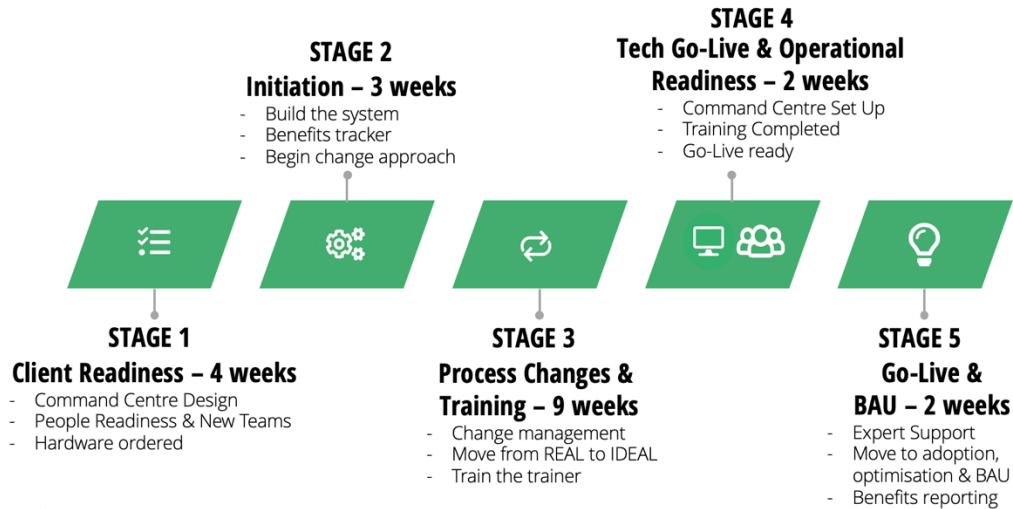 STAGE 1
Client Readiness – 4 weeks
- Command Centre Design
- People Readiness & New Teams
- Hardware ordered
STAGE 2
Initiation – 3 weeks
- Build the system
- Benefits tracker
- Begin change approach
STAGE 3
Process Changes &
Training – 9 weeks
- Change management
- Move from REAL to IDEAL
- Train the trainer
STAGE 4
Tech Go-Live & Operational
Readiness – 2 weeks
- Command Centre Set Up
- Training Completed
- Go-Live ready
STAGE 5
Go-Live &
BAU – 2 weeks
- Expert Support
- Move to adoption,
optimisation & BAU
- Benefits reporting